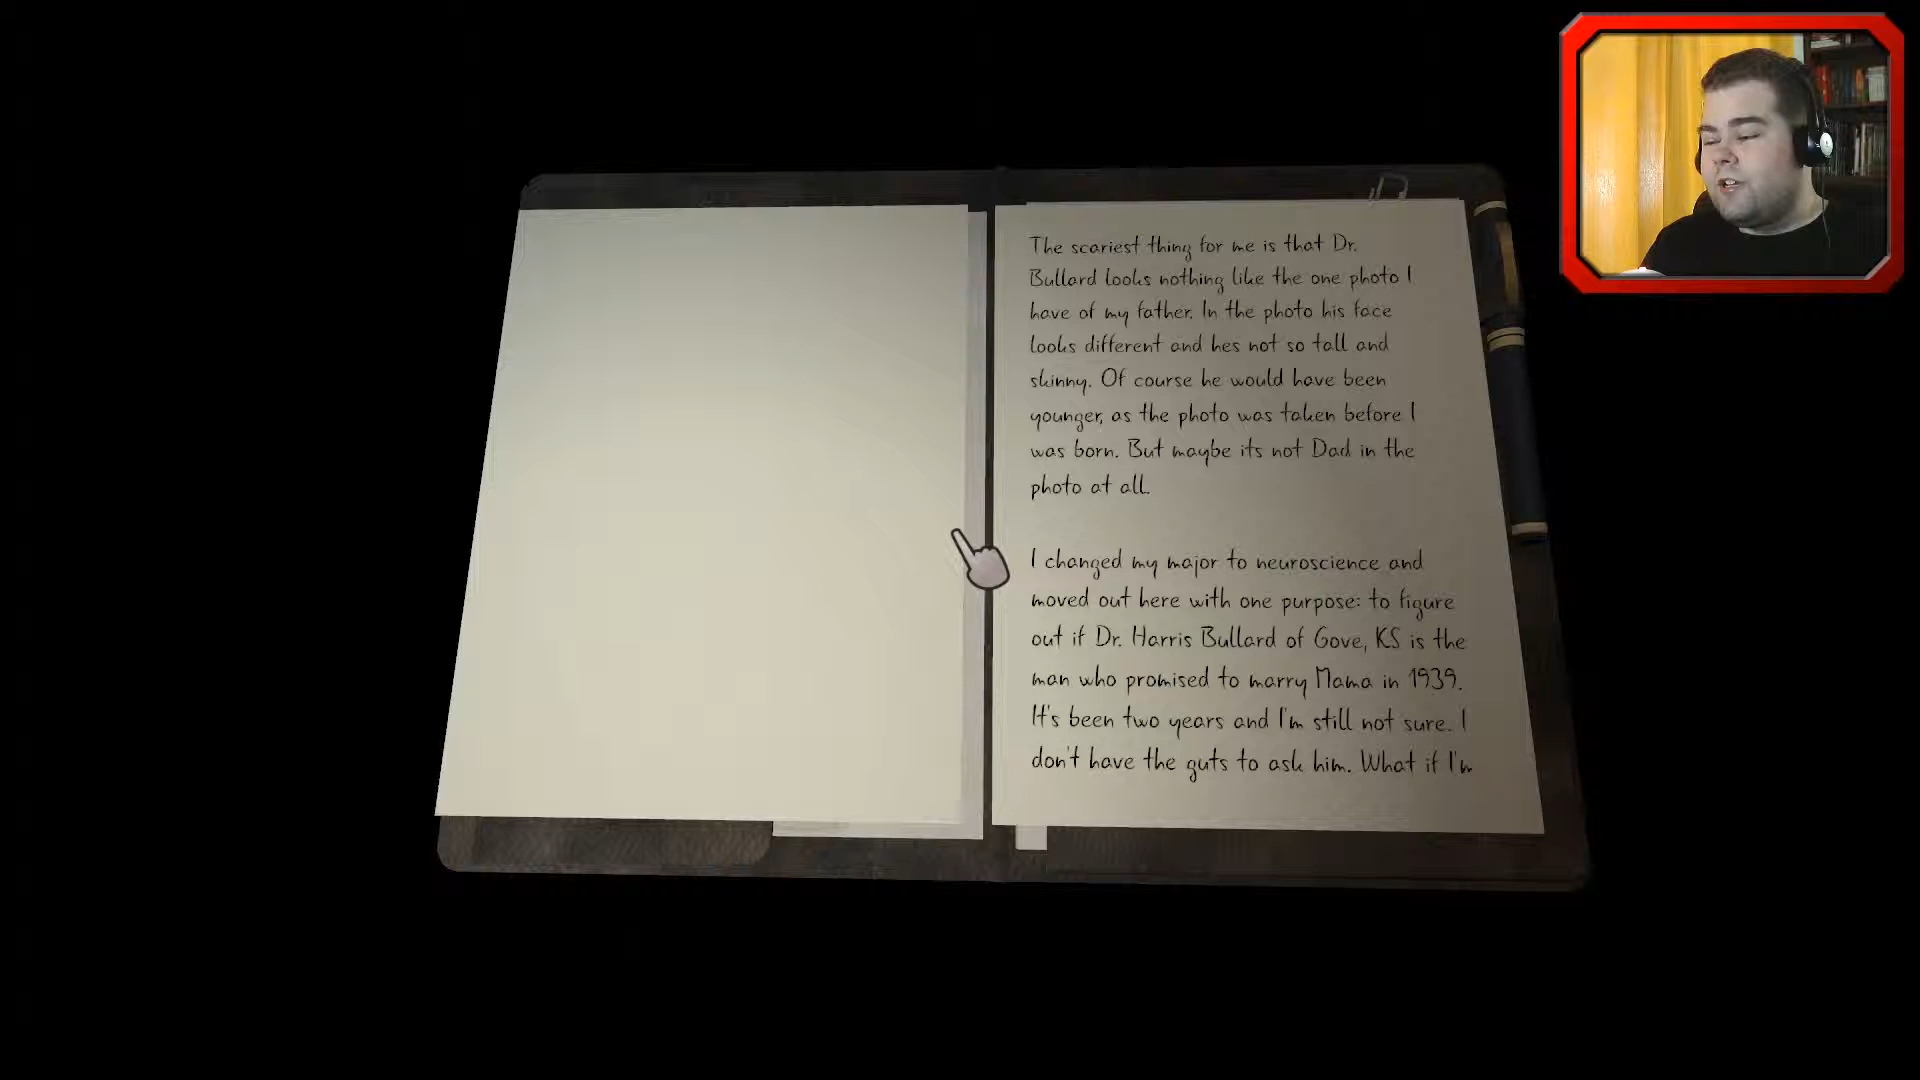 The scariest thing for me is that Dr.
Bullard looks nothing like the one photo I
have of my father. In the photo his face
looks different and hes not so tall and
skinny. Of course he would have been
younger, as the photo was taken before I
was born. But maybe its not Dad in the
photo at all.
I changed my major to neuroscience and
moved out here with one purpose: to figure
out if Dr. Harris Bullard of Gove, KS is the
man who promised to marry Mama in 1939.
It's been two years and I'm still not sure. I
don't have the guts to ask him. What if I'm